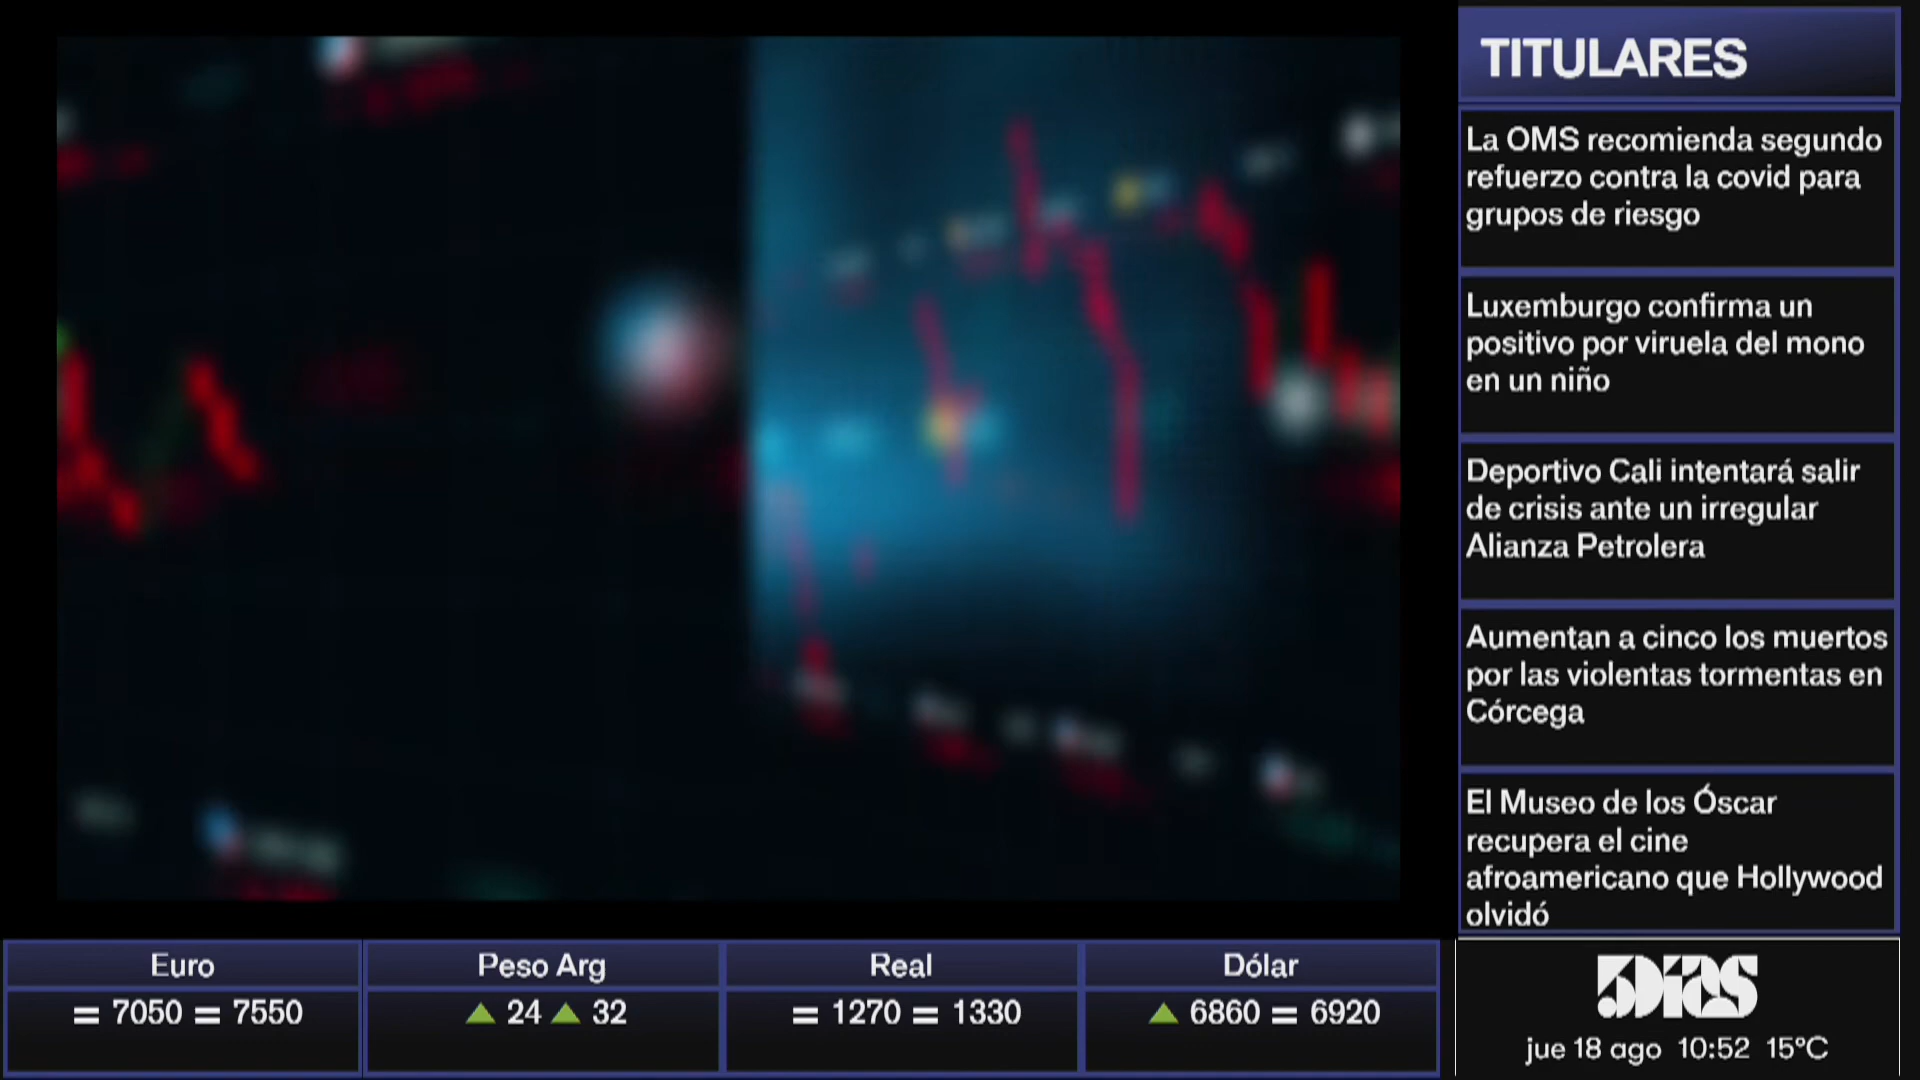 TITULARES
La OMS recomienda segundo
refuerzo contra la covid para
grupos de riesgo
Luxemburgo confirma un
positivo por viruela del mono
en un niño
Deportivo Cali intentará salir
de crisis ante un irregular
Alianza Petrolera
Aumentan a cinco los muertos
por las violentas tormentas en
Córcega
El Museo de los Óscar
recupera el cine
afroamericano que Hollywood
olvidó
Euro
= 7050 = 7550
Peso Arg
▲ 24 ▲ 32
Real
= 1270 = 1330
Dólar
▲ 6860 = 6920
5Días
jue 18 ago 10:52 15°C